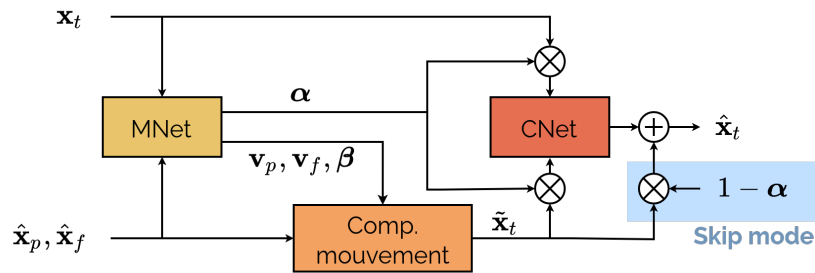 𝐱_t
MNet
𝜶
CNet
+
𝐱̂_t
𝐯_p, 𝐯_f, 𝜷
1 − 𝜶
𝐱̂_p, 𝐱̂_f
Comp.
mouvement
𝐱̃_t
Skip mode